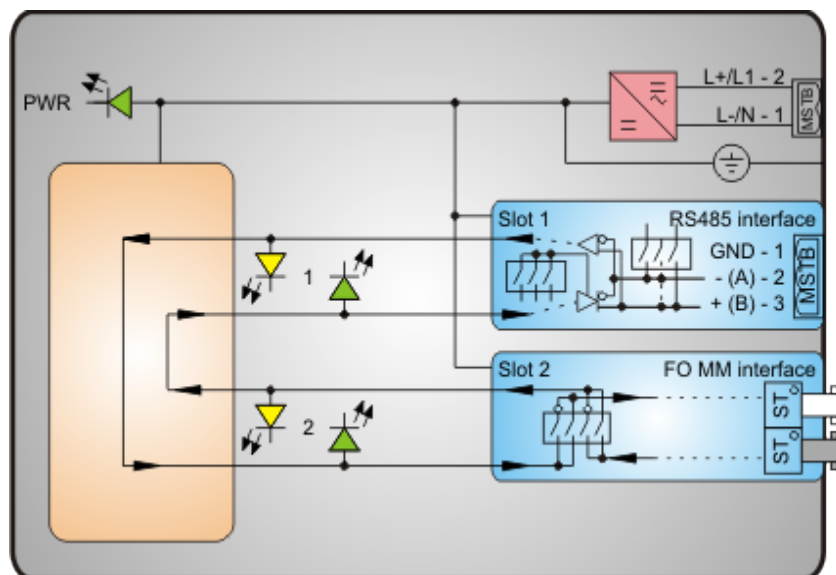 PWR
L+/L1 - 2
L-/N - 1
MSTB
Slot 1
RS485 interface
GND - 1
- (A) - 2
+ (B) - 3
MSTB
1
Slot 2
FO MM interface
ST
ST
2